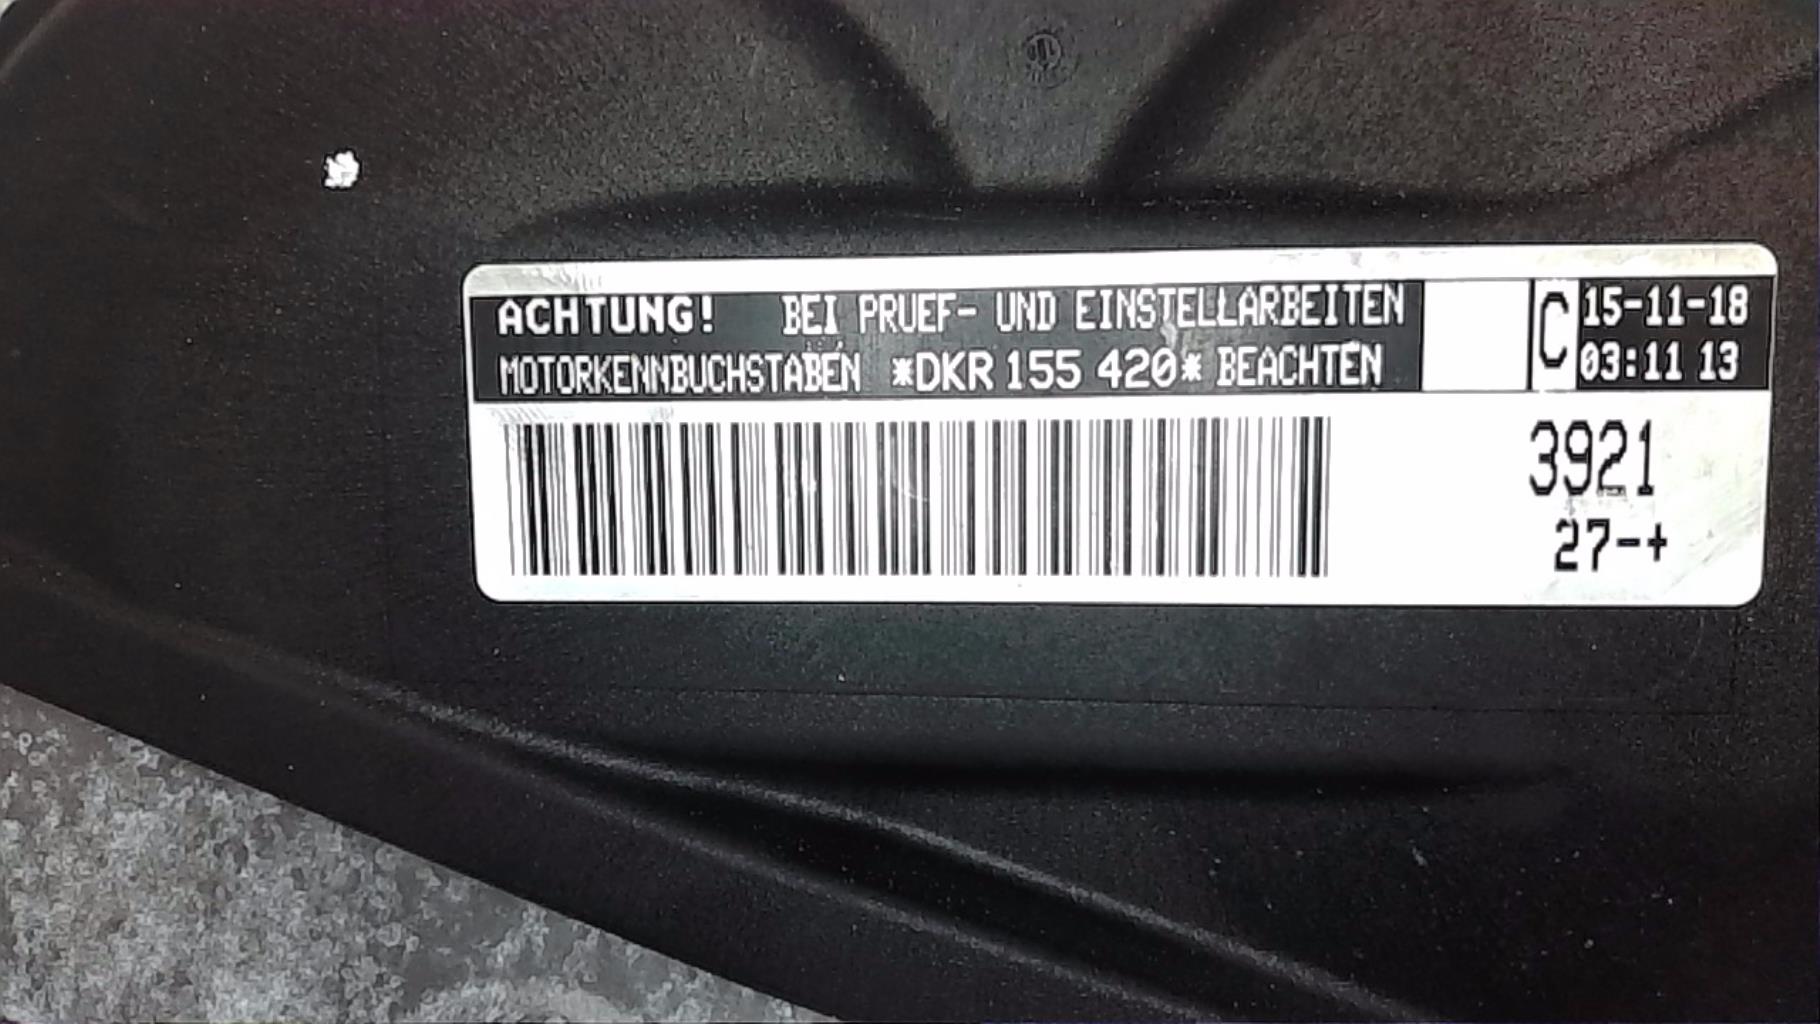 ACHTUNG! BEI PRUEF- UND EINSTELLARBEITEN
MOTORKENNBUCHSTABEN *DKR 155 420* BEACHTEN
C
15-11-18
03:11 13
3921
27-+